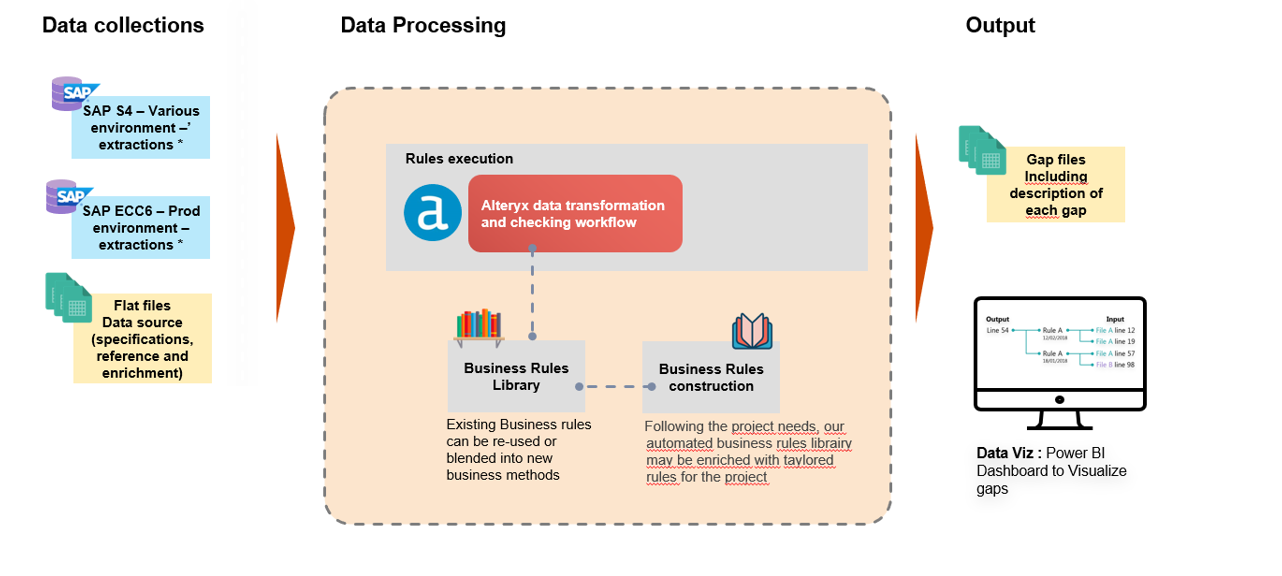 Data collections
Data Processing
Output
SAP
SAP S4 – Various
environment –’
extractions *
SAP
SAP ECC6 – Prod
environment –
extractions *
Flat files
Data source
(specifications,
reference and
enrichment)
Rules execution
a
Alteryx data transformation
and checking workflow
Business Rules
Library
Existing Business rules
can be re-used or
blended into new
business methods
Business Rules
construction
Following the project needs, our
automated business rules librairy
may be enriched with taylored
rules for the project
Gap files
Including
description of
each gap
Output
Input
Line 54
Rule A
12/02/2018
File A line 12
File A line 19
Rule A
18/01/2018
File A line 57
File B line 98
Data Viz : Power BI
Dashboard to Visualize
gaps